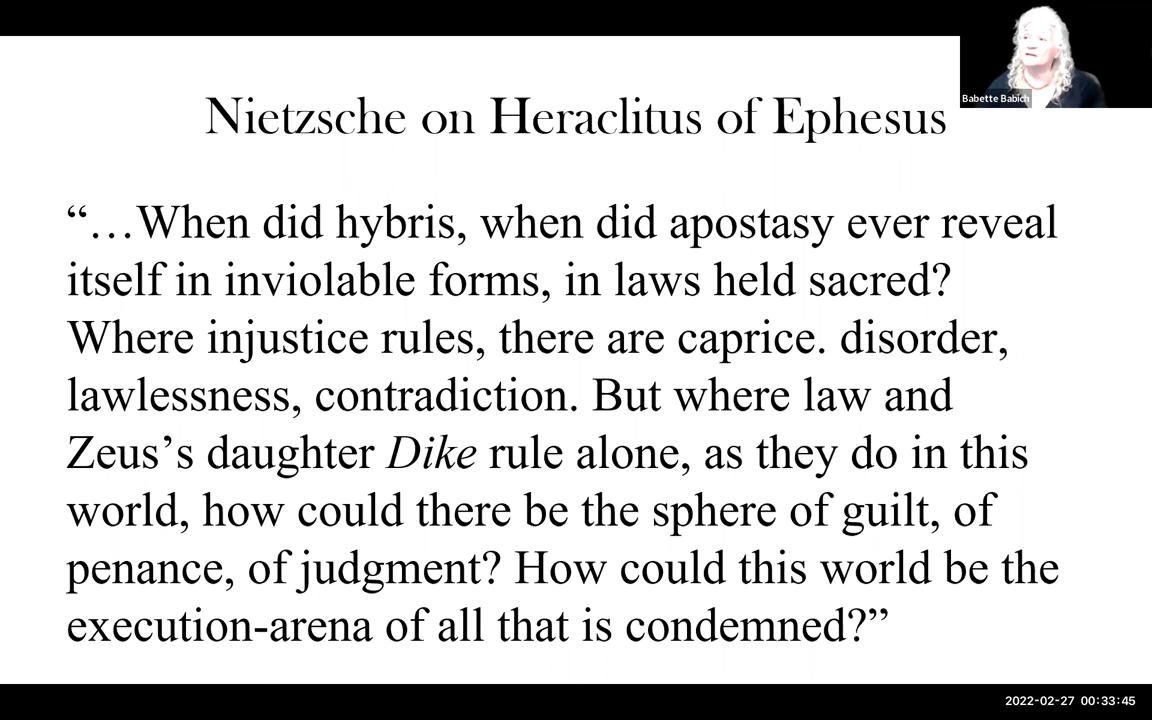 Babette Babich
Nietzsche on Heraclitus of Ephesus
“…When did hybris, when did apostasy ever reveal
itself in inviolable forms, in laws held sacred?
Where injustice rules, there are caprice. disorder,
lawlessness, contradiction. But where law and
Zeus’s daughter Dike rule alone, as they do in this
world, how could there be the sphere of guilt, of
penance, of judgment? How could this world be the
execution-arena of all that is condemned?”
2022-02-27 00:33:45